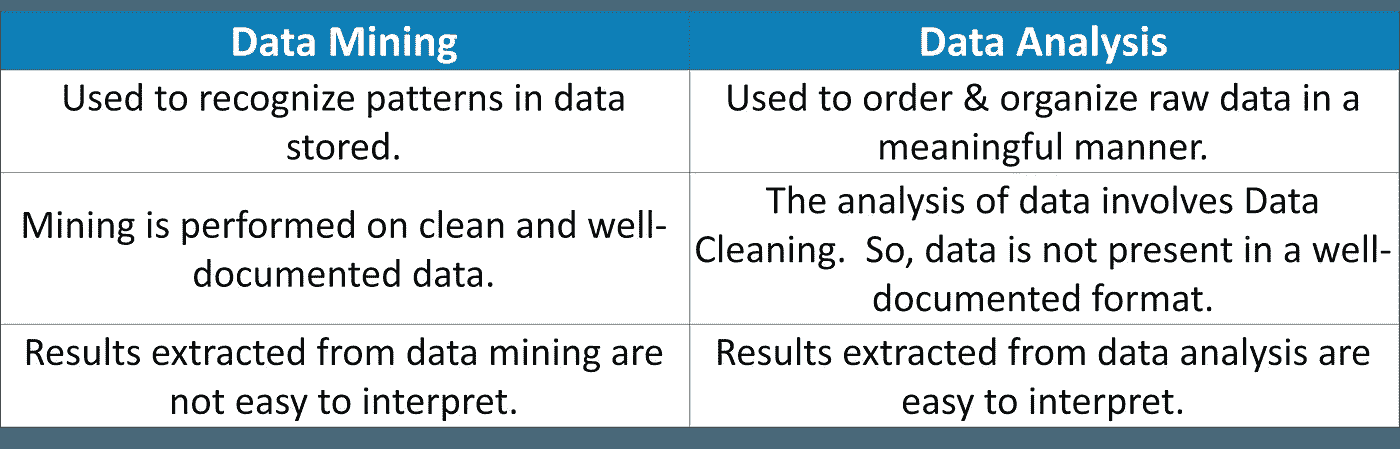 Data Mining
Data Analysis
Used to recognize patterns in data
stored.
Used to order & organize raw data in a
meaningful manner.
Mining is performed on clean and well-
documented data.
The analysis of data involves Data
Cleaning.  So, data is not present in a well-
documented format.
Results extracted from data mining are
not easy to interpret.
Results extracted from data analysis are
easy to interpret.